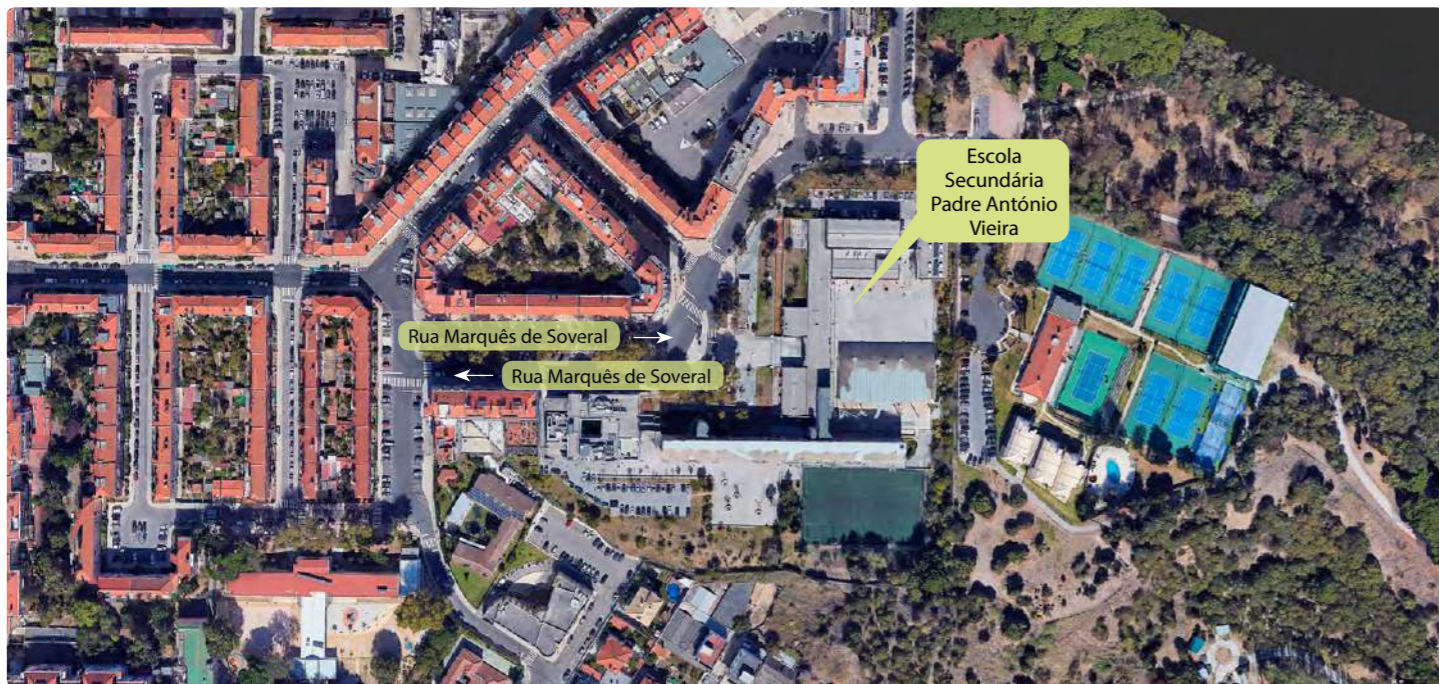 Escola
Secundária
Padre António
Vieira
Rua Marquês de Soveral
Rua Marquês de Soveral